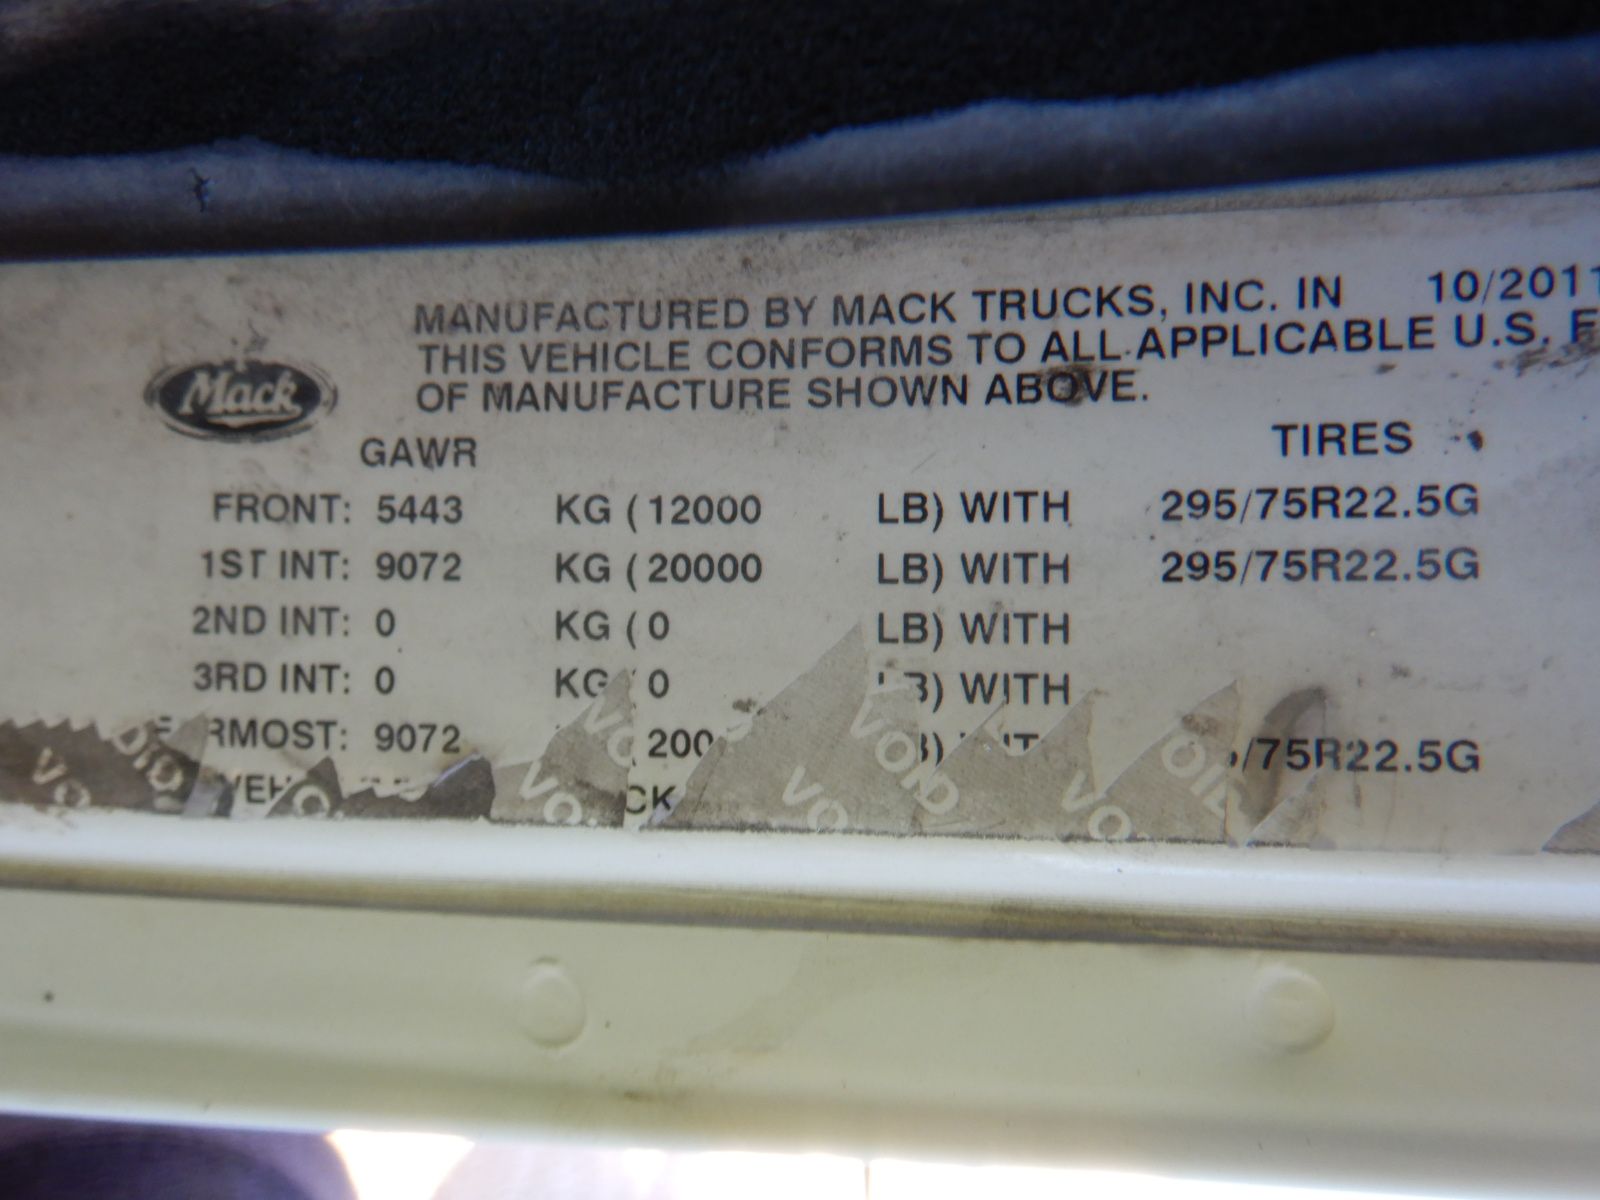 MANUFACTURED BY MACK TRUCKS, INC. IN 10/2011
THIS VEHICLE CONFORMS TO ALL APPLICABLE U.S. F
OF MANUFACTURE SHOWN ABOVE.
Mack
GAWR TIRES
FRONT: 5443 KG (12000 LB) WITH 295/75R22.5G
1ST INT: 9072 KG (20000 LB) WITH 295/75R22.5G
2ND INT: 0 KG (0 LB) WITH
3RD INT: 0 KG (0 LB) WITH
RMOST: 9072 200 /75R22.5G
VOID